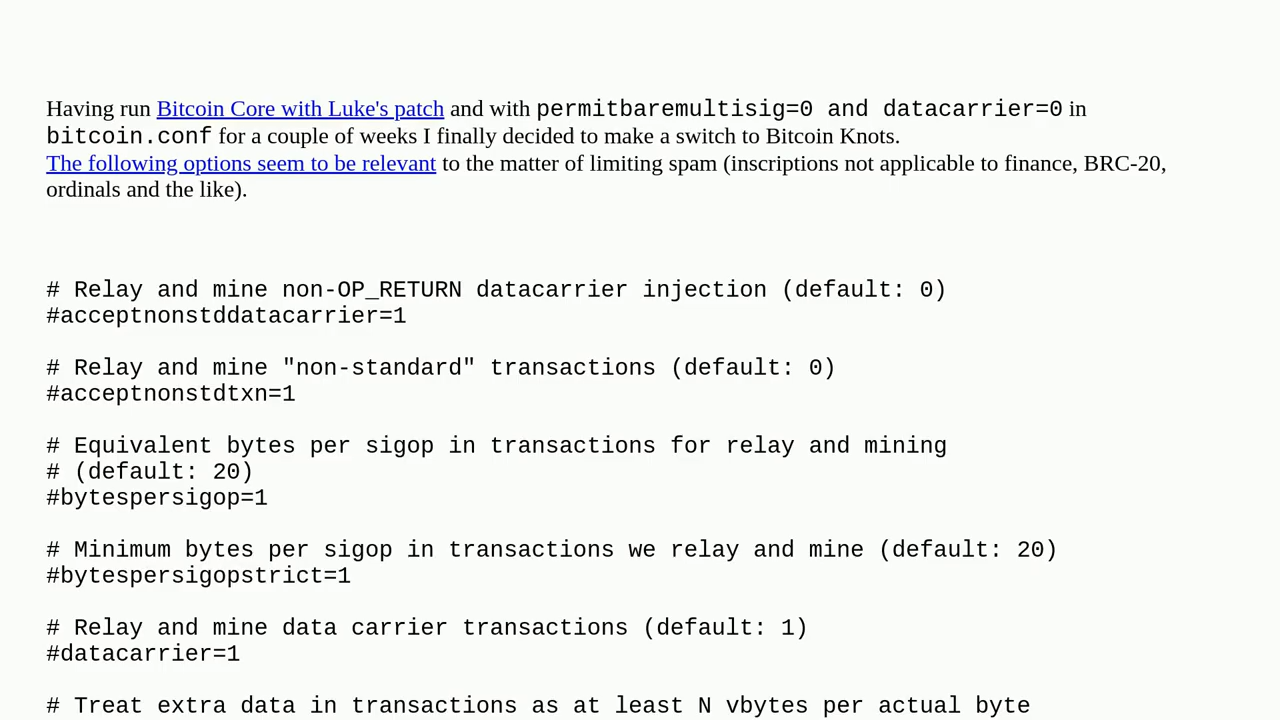 Having run Bitcoin Core with Luke's patch and with permitbaremultisig=0 and datacarrier=0 in
bitcoin.conf for a couple of weeks I finally decided to make a switch to Bitcoin Knots.
The following options seem to be relevant to the matter of limiting spam (inscriptions not applicable to finance, BRC-20,
ordinals and the like).
# Relay and mine non-OP_RETURN datacarrier injection (default: 0)
#acceptnonstddatacarrier=1
# Relay and mine "non-standard" transactions (default: 0)
#acceptnonstdtxn=1
# Equivalent bytes per sigop in transactions for relay and mining
# (default: 20)
#bytespersigop=1
# Minimum bytes per sigop in transactions we relay and mine (default: 20)
#bytespersigopstrict=1
# Relay and mine data carrier transactions (default: 1)
#datacarrier=1
# Treat extra data in transactions as at least N vbytes per actual byte